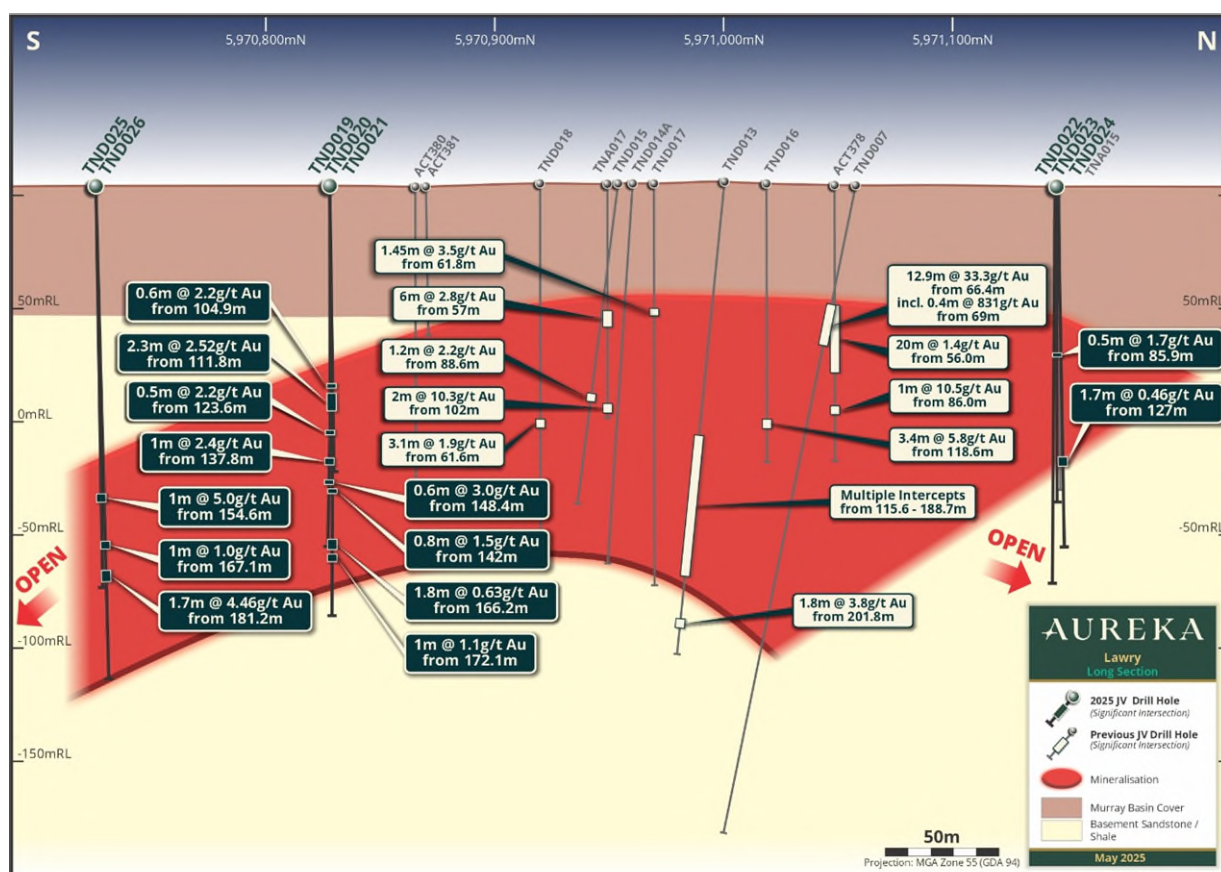 S
5,970,800mN
5,970,900mN
5,971,000mN
5,971,100mN
N
TND025
TND026
TND019
TND020
TND021
ACT380
ACT381
TND018
TNA017
TND015
TND014A
TND017
TND013
TND016
ACT378
TND007
TND022
TND023
TND024
TNA015
50mRL
0mRL
-50mRL
-100mRL
-150mRL
50mRL
0mRL
-50mRL
0.6m @ 2.2g/t Au
from 104.9m
2.3m @ 2.52g/t Au
from 111.8m
0.5m @ 2.2g/t Au
from 123.6m
1m @ 2.4g/t Au
from 137.8m
1m @ 5.0g/t Au
from 154.6m
1m @ 1.0g/t Au
from 167.1m
1.7m @ 4.46g/t Au
from 181.2m
1.45m @ 3.5g/t Au
from 61.8m
6m @ 2.8g/t Au
from 57m
1.2m @ 2.2g/t Au
from 88.6m
2m @ 10.3g/t Au
from 102m
3.1m @ 1.9g/t Au
from 61.6m
0.6m @ 3.0g/t Au
from 148.4m
0.8m @ 1.5g/t Au
from 142m
1.8m @ 0.63g/t Au
from 166.2m
1m @ 1.1g/t Au
from 172.1m
12.9m @ 33.3g/t Au
from 66.4m
incl. 0.4m @ 831g/t Au
from 69m
20m @ 1.4g/t Au
from 56.0m
1m @ 10.5g/t Au
from 86.0m
3.4m @ 5.8g/t Au
from 118.6m
Multiple Intercepts
from 115.6 - 188.7m
1.8m @ 3.8g/t Au
from 201.8m
0.5m @ 1.7g/t Au
from 85.9m
1.7m @ 0.46g/t Au
from 127m
OPEN
OPEN
AUREKA
Lawry
Long Section
2025 JV Drill Hole
(Significant Intersection)
Previous JV Drill Hole
(Significant Intersection)
Mineralisation
Murray Basin Cover
Basement Sandstone /
Shale
May 2025
50m
Projection: MGA Zone 55 (GDA 94)